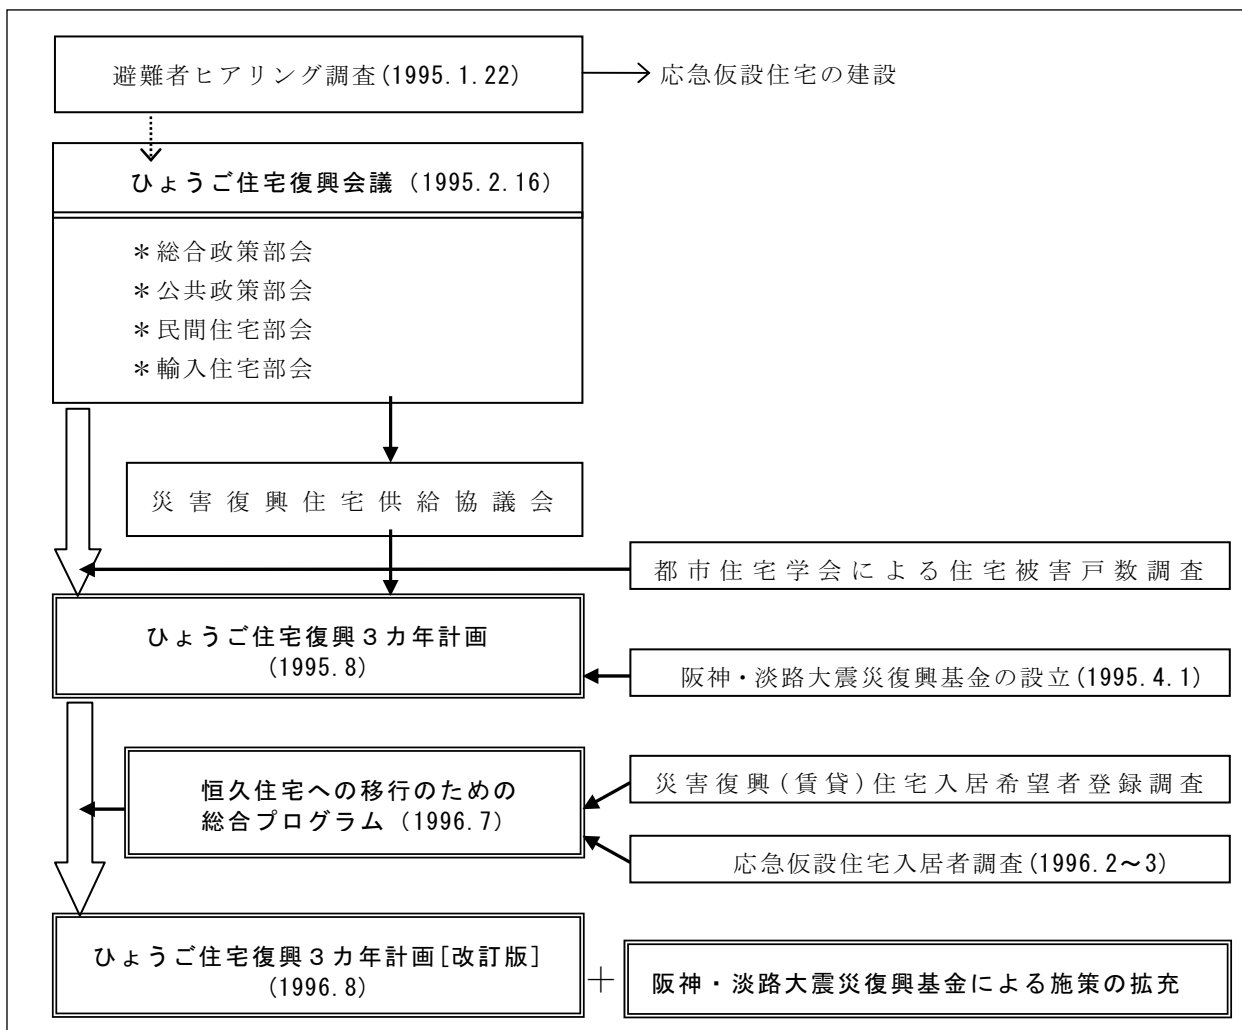 避難者ヒアリング調査(1995.1.22)
応急仮設住宅の建設
ひょうご住宅復興会議（1995.2.16）
＊総合政策部会
＊公共政策部会
＊民間住宅部会
＊輸入住宅部会
災害復興住宅供給協議会
都市住宅学会による住宅被害戸数調査
ひょうご住宅復興３カ年計画
（1995.8）
阪神・淡路大震災復興基金の設立(1995.4.1)
恒久住宅への移行のための
総合プログラム（1996.7）
災害復興(賃貸)住宅入居希望者登録調査
応急仮設住宅入居者調査(1996.2～3)
ひょうご住宅復興３カ年計画[改訂版]
（1996.8）
＋
阪神・淡路大震災復興基金による施策の拡充